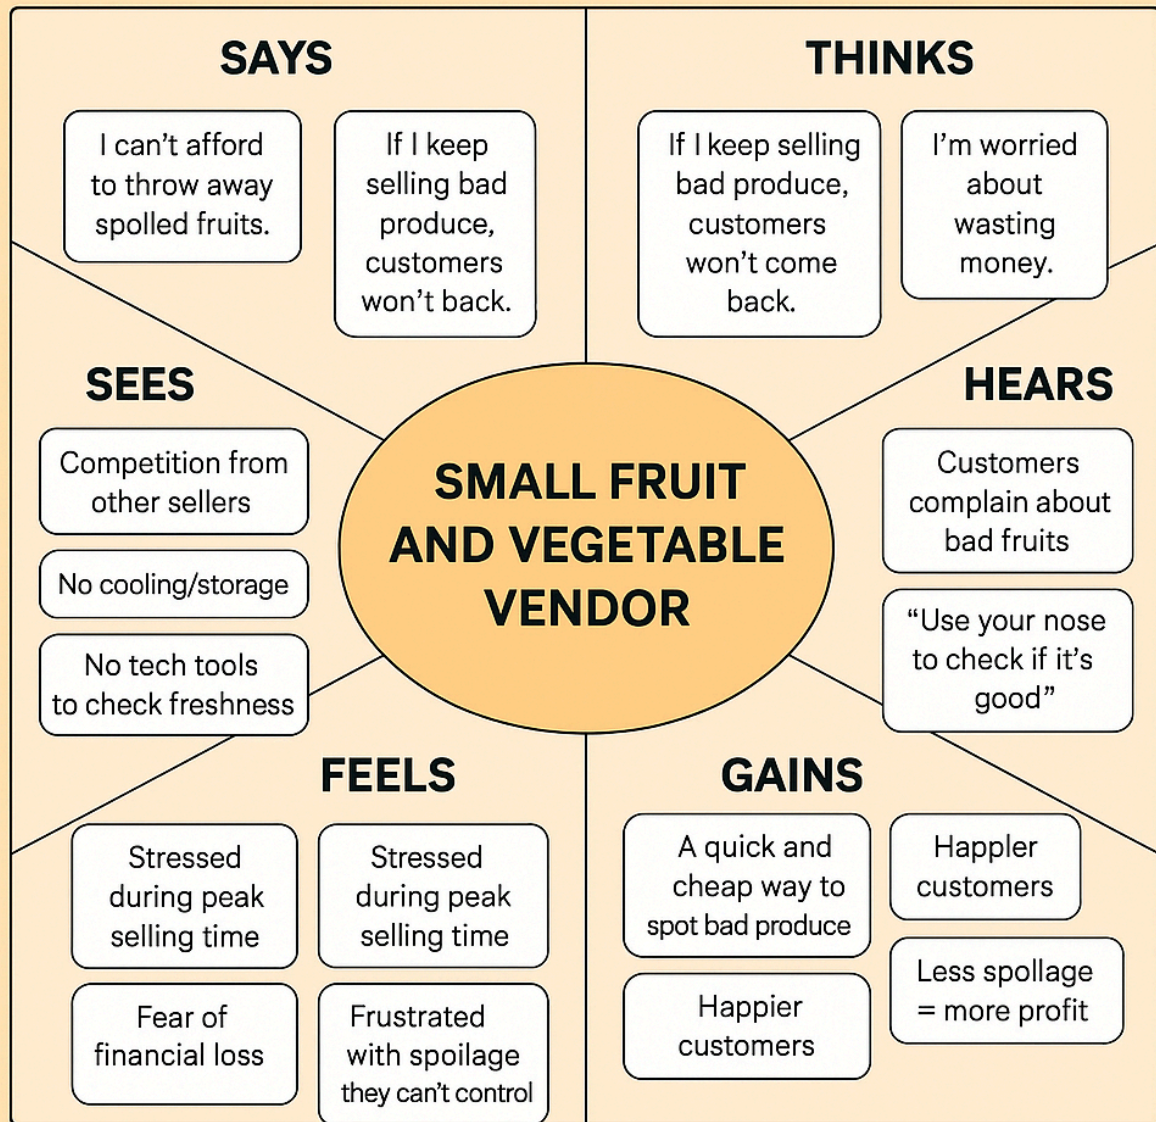 SAYS
I can't afford
to throw away
spolled fruits.
If I keep
selling bad
produce,
customers
won't back.
THINKS
If I keep selling
bad produce,
customers
won't come
back.
I'm worried
about
wasting
money.
SEES
Competition from
other sellers
No cooling/storage
No tech tools
to check freshness
SMALL FRUIT
AND VEGETABLE
VENDOR
HEARS
Customers
complain about
bad fruits
“Use your nose
to check if it's
good”
FEELS
Stressed
during peak
selling time
Stressed
during peak
selling time
Fear of
financial loss
Frustrated
with spoilage
they can't control
GAINS
A quick and
cheap way to
spot bad produce
Happler
customers
Happier
customers
Less spollage
= more profit